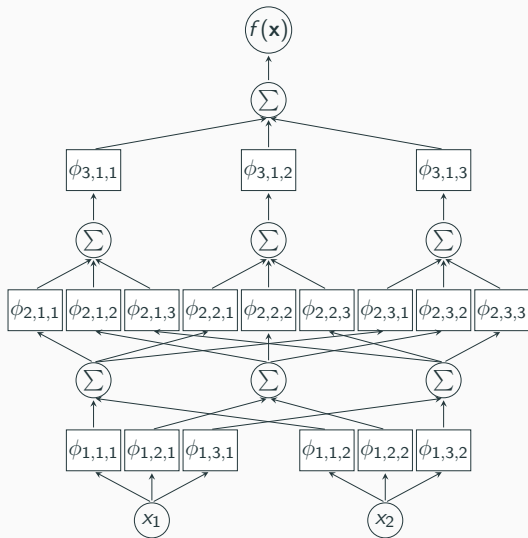 f(x)
∑
ϕ3,1,1 ϕ3,1,2 ϕ3,1,3
∑ ∑ ∑
ϕ2,1,1 ϕ2,1,2 ϕ2,1,3 ϕ2,2,1 ϕ2,2,2 ϕ2,2,3 ϕ2,3,1 ϕ2,3,2 ϕ2,3,3
∑ ∑ ∑
ϕ1,1,1 ϕ1,2,1 ϕ1,3,1 ϕ1,1,2 ϕ1,2,2 ϕ1,3,2
x1 x2